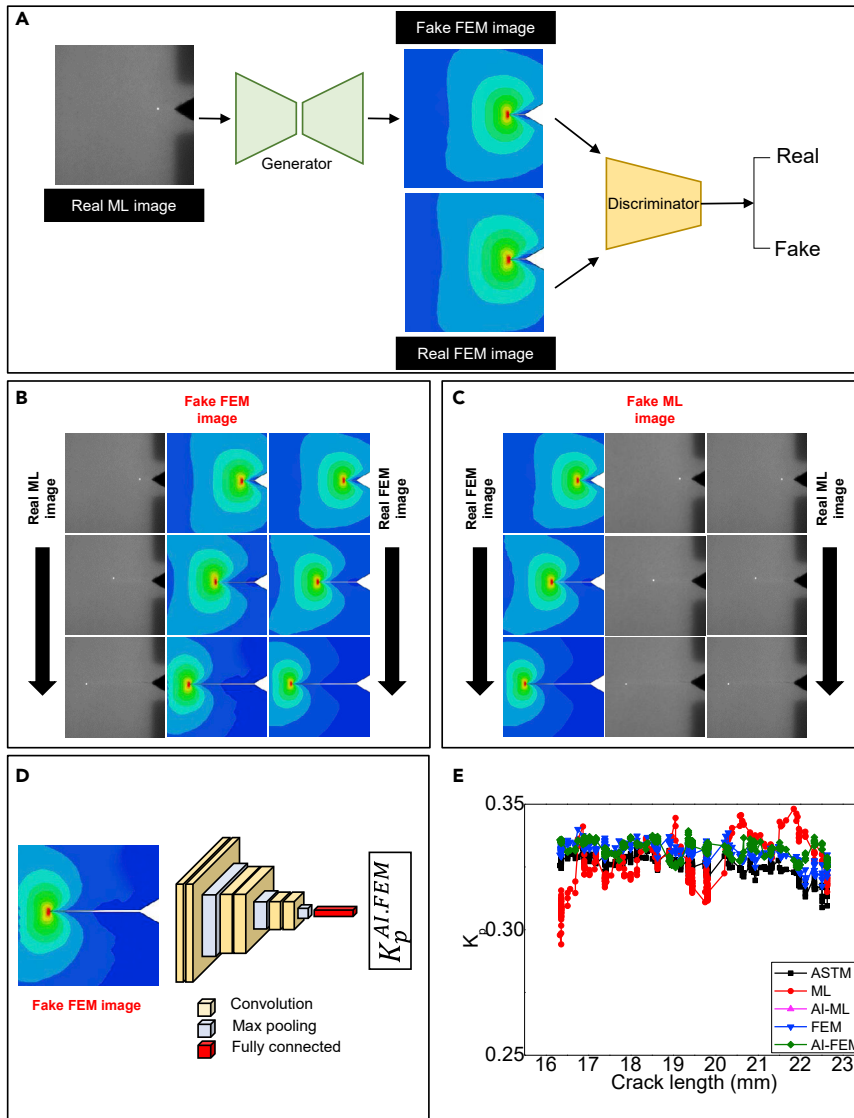 A
Fake FEM image
Real ML image
Generator
Discriminator
Real
Fake
Real FEM image
B
Fake FEM
image
Real ML
image
Real FEM
image
C
Fake ML
image
Real FEM
image
Real ML
image
D
Fake FEM image
K_p^{AI.FEM}
Convolution
Max pooling
Fully connected
E
0.35
0.30
0.25
K_p
16 17 18 19 20 21 22 23
Crack length (mm)
ASTM
ML
AI-ML
FEM
AI-FEM